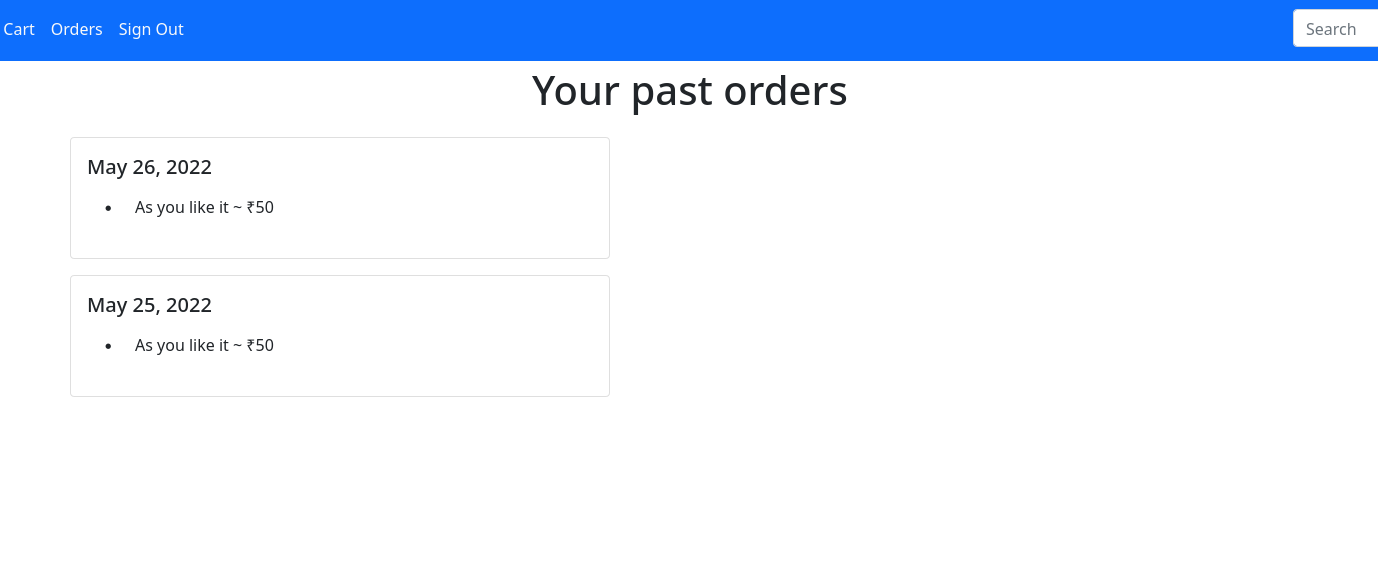 Cart Orders Sign Out Search
Your past orders
May 26, 2022
• As you like it ~ ₹50
May 25, 2022
• As you like it ~ ₹50